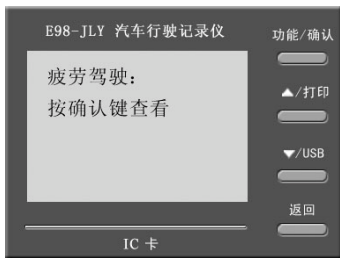 E98-JLY 汽车行驶记录仪
功能/确认
疲劳驾驶：
按确认键查看
▲/打印
▼/USB
返回
IC 卡